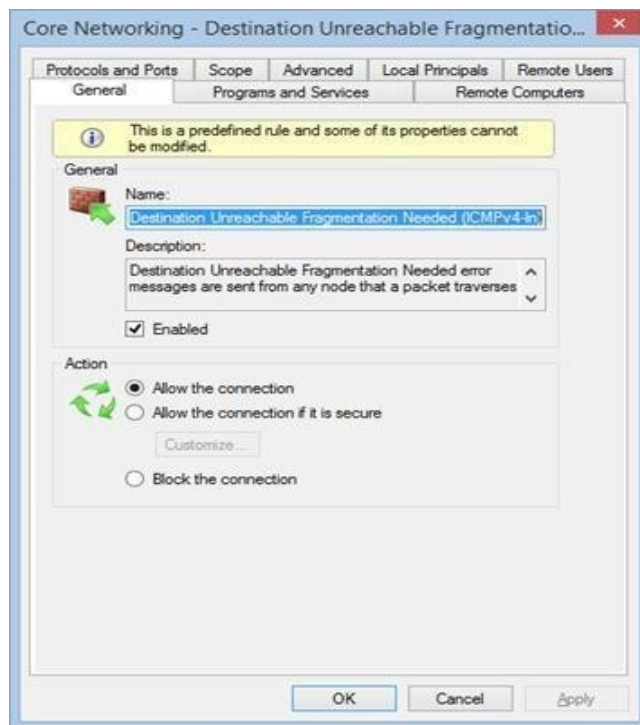 Core Networking - Destination Unreachable Fragmentatio...
Protocols and Ports Scope Advanced Local Principals Remote Users
General Programs and Services Remote Computers
This is a predefined rule and some of its properties cannot
be modified.
General
Name:
Destination Unreachable Fragmentation Needed (ICMPv4-In)
Description:
Destination Unreachable Fragmentation Needed error
messages are sent from any node that a packet traverses
Enabled
Action
Allow the connection
Allow the connection if it is secure
Customize...
Block the connection
OK Cancel Apply